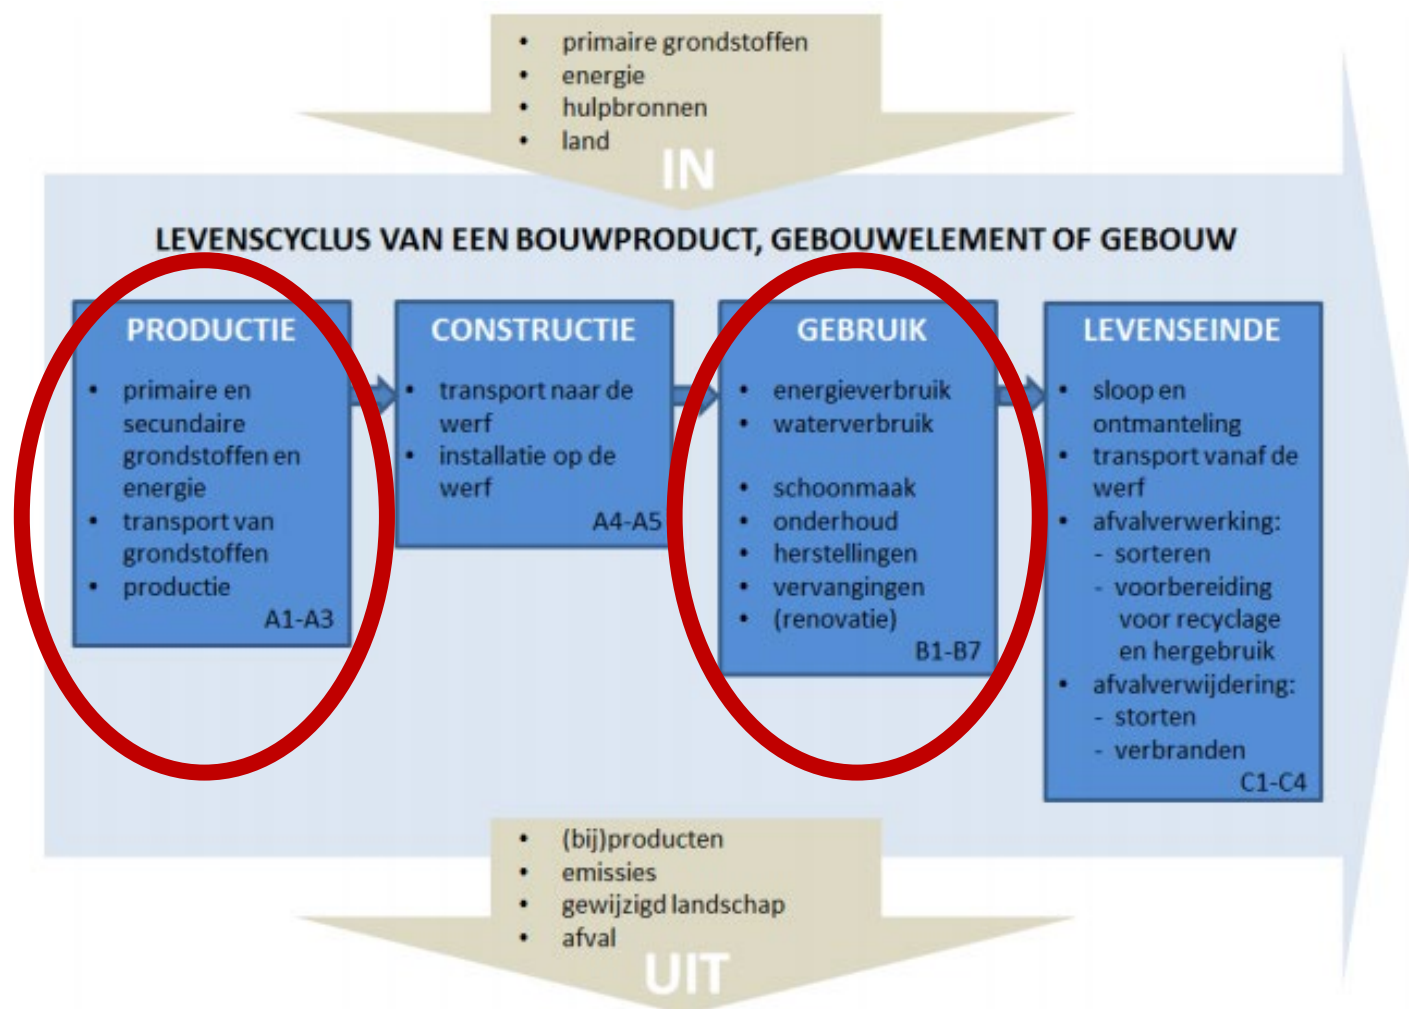 • primaire grondstoffen
• energie
• hulpbronnen
• land
IN
LEVENSCYCLUS VAN EEN BOUWPRODUCT, GEBOUWELEMENT OF GEBOUW
PRODUCTIE
• primaire en
secundaire
grondstoffen en
energie
• transport van
grondstoffen
• productie
A1-A3
CONSTRUCTIE
• transport naar de
werf
• installatie op de
werf
A4-A5
GEBRUIK
• energieverbruik
• waterverbruik
• schoonmaak
• onderhoud
• herstellingen
• vervangingen
• (renovatie)
B1-B7
LEVENSEINDE
• sloop en
ontmanteling
• transport vanaf de
werf
• afvalverwerking:
- sorteren
- voorbereiding
voor recyclage
en hergebruik
• afvalverwijdering:
- storten
- verbranden
C1-C4
• (bij)producten
• emissies
• gewijzigd landschap
• afval
UIT